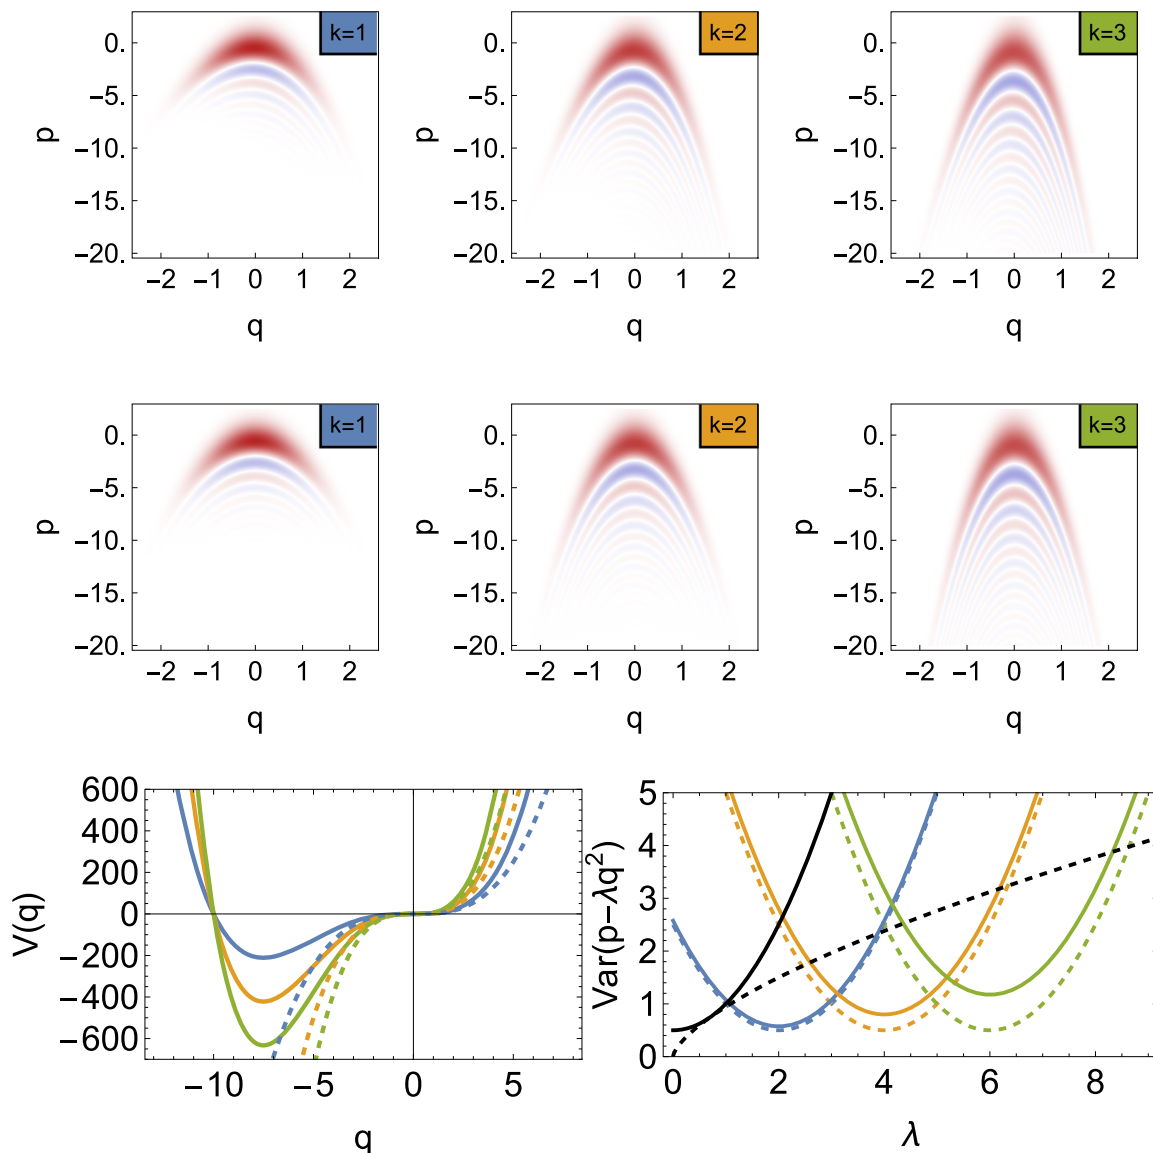 k=1
k=2
k=3
p
0.
−5.
−10.
−15.
−20.
−2 −1 0 1 2
q
p
0.
−5.
−10.
−15.
−20.
−2 −1 0 1 2
q
p
0.
−5.
−10.
−15.
−20.
−2 −1 0 1 2
q
k=1
k=2
k=3
p
0.
−5.
−10.
−15.
−20.
−2 −1 0 1 2
q
p
0.
−5.
−10.
−15.
−20.
−2 −1 0 1 2
q
p
0.
−5.
−10.
−15.
−20.
−2 −1 0 1 2
q
V(q)
600
400
200
0
−200
−400
−600
−10 −5 0 5
q
Var(p−λq²)
5
4
3
2
1
0
0 2 4 6 8
λ